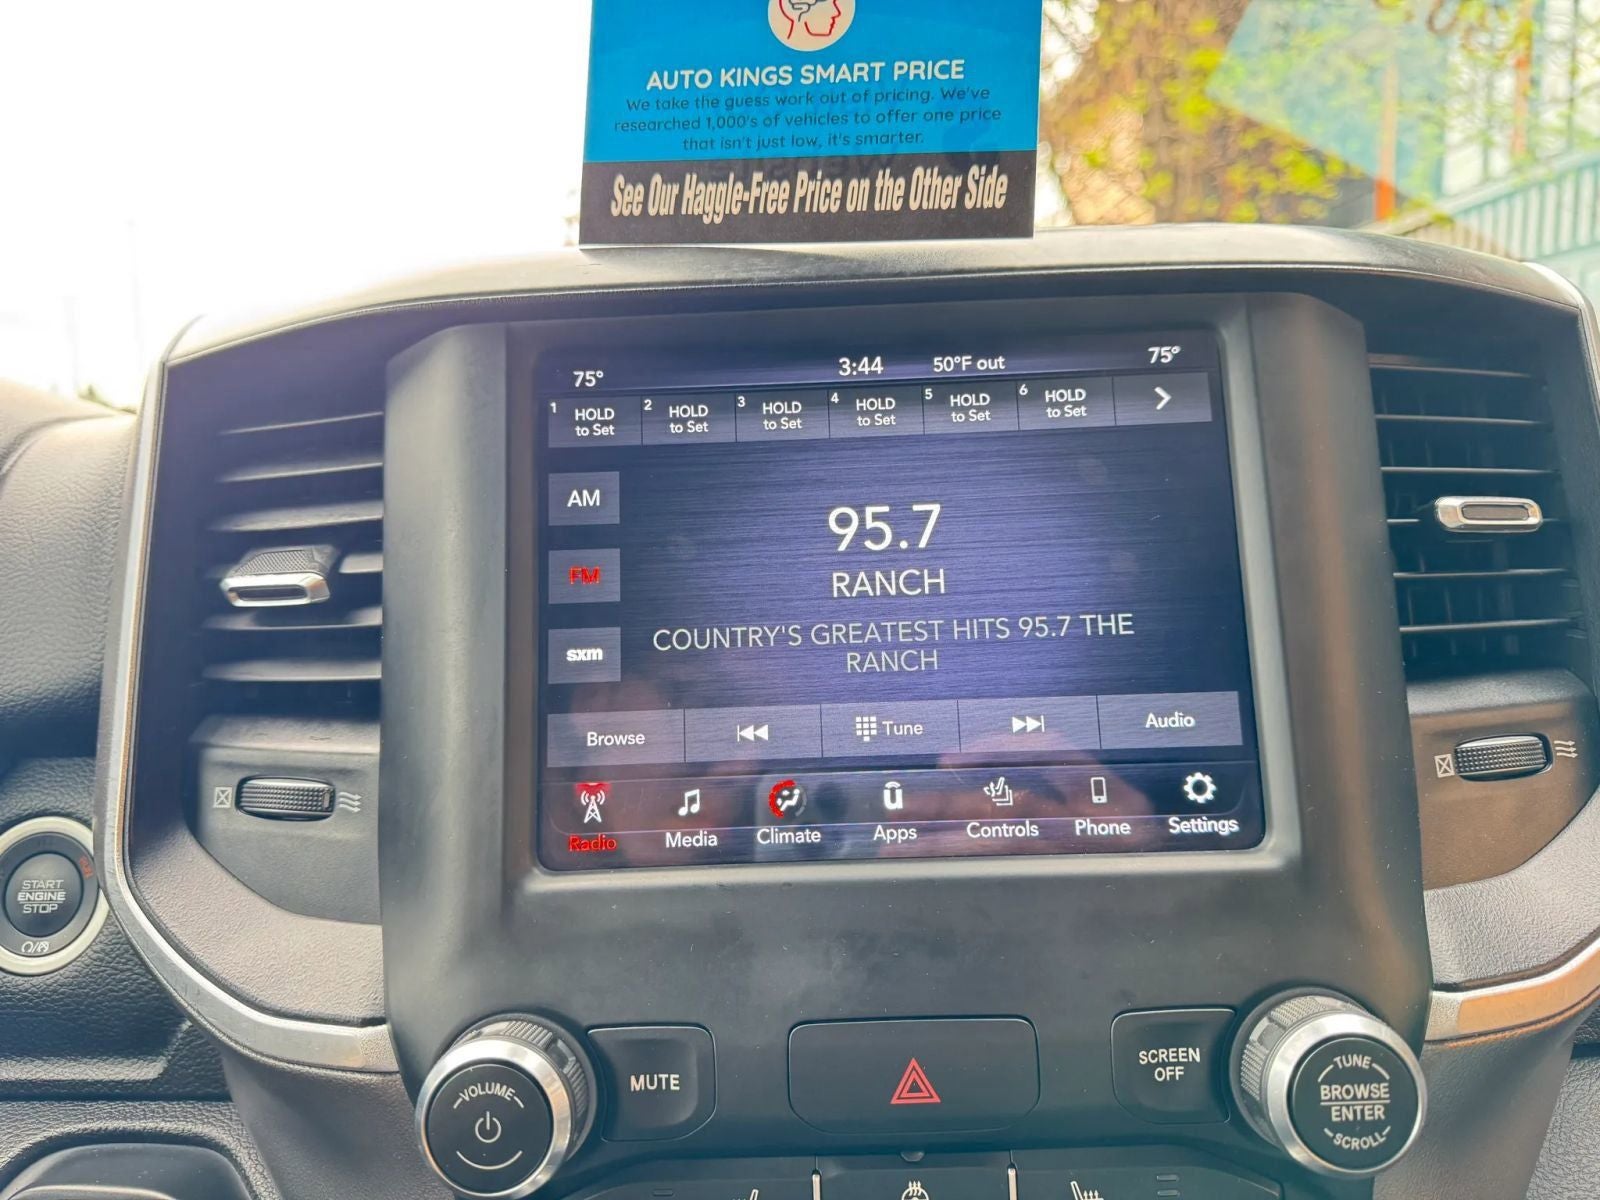 AUTO KINGS SMART PRICE
We take the guess work out of pricing. We've
researched 1,000's of vehicles to offer one price
that isn't just low, it's smarter.
See Our Haggle-Free Price on the Other Side
75° 3:44 50°F out 75°
1 HOLD to Set
2 HOLD to Set
3 HOLD to Set
4 HOLD to Set
5 HOLD to Set
6 HOLD to Set
AM
95.7
FM
RANCH
sxm
COUNTRY'S GREATEST HITS 95.7 THE
RANCH
Browse Tune Audio
Radio Media Climate Apps Controls Phone Settings
START
ENGINE
STOP
VOLUME
MUTE
SCREEN
OFF
TUNE
BROWSE
ENTER
SCROLL